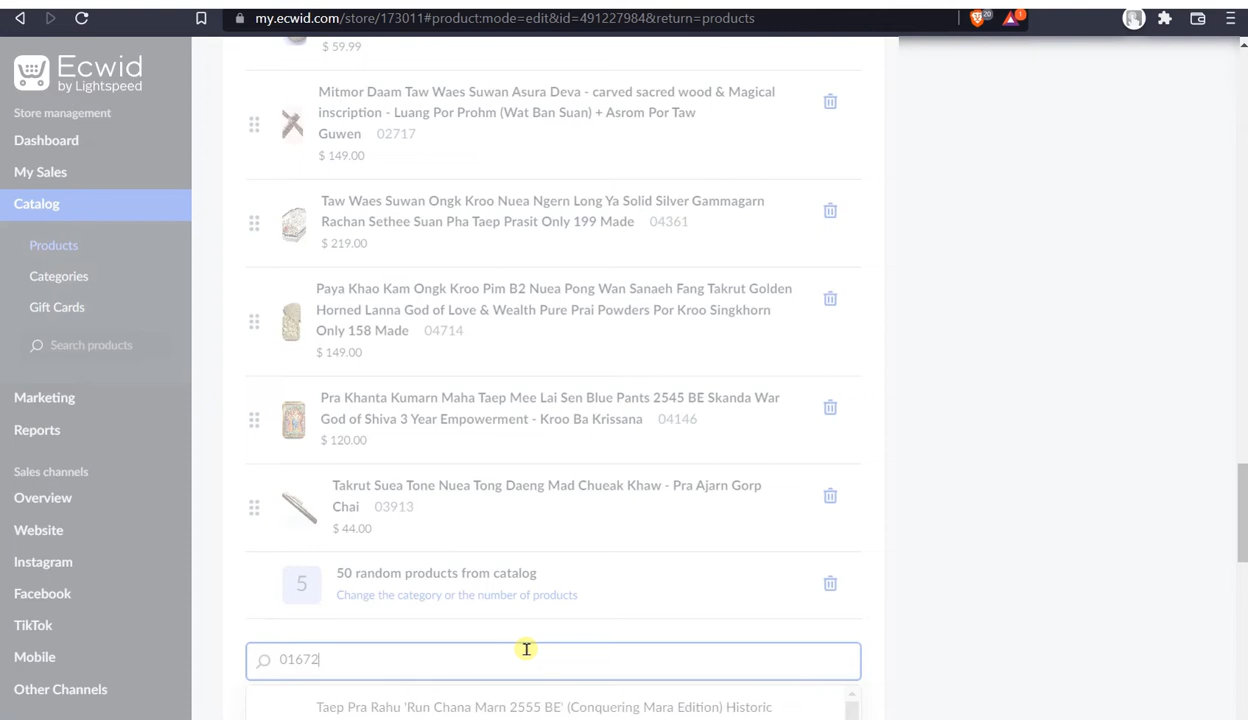 my.ecwid.com/store/173011#product:mode=edit&id=491227984&return=products
20
1
Ecwid
by Lightspeed
Store management
Dashboard
My Sales
Catalog
Products
Categories
Gift Cards
Search products
Marketing
Reports
Sales channels
Overview
Website
Instagram
Facebook
TikTok
Mobile
Other Channels
$ 59.99
Mitmor Daam Taw Waes Suwan Asura Deva - carved sacred wood & Magical
inscription - Luang Por Prohm (Wat Ban Suan) + Asrom Por Taw
Guwen 02717
$ 149.00
Taw Waes Suwan Ongk Kroo Nuea Ngern Long Ya Solid Silver Gammagarn
Rachan Sethee Suan Pha Taep Prasit Only 199 Made 04361
$ 219.00
Paya Khao Kam Ongk Kroo Pim B2 Nuea Pong Wan Sanaeh Fang Takrut Golden
Horned Lanna God of Love & Wealth Pure Prai Powders Por Kroo Singkhorn
Only 158 Made 04714
$ 149.00
Pra Khanta Kumarn Maha Taep Mee Lai Sen Blue Pants 2545 BE Skanda War
God of Shiva 3 Year Empowerment - Kroo Ba Krissana 04146
$ 120.00
Takrut Suea Tone Nuea Tong Daeng Mad Chueak Khaw - Pra Ajarn Gorp
Chai 03913
$ 44.00
5
50 random products from catalog
Change the category or the number of products
01672
Taep Pra Rahu 'Run Chana Marn 2555 BE' (Conquering Mara Edition) Historic